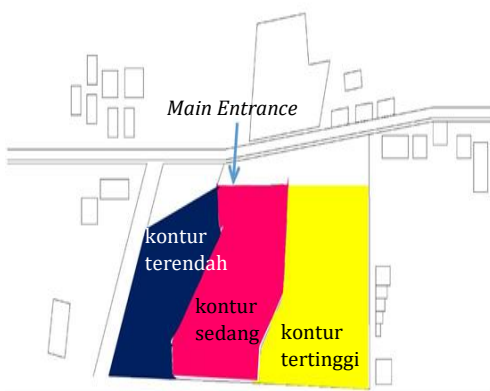 Main Entrance
kontur
terendah
kontur
sedang
kontur
tertinggi